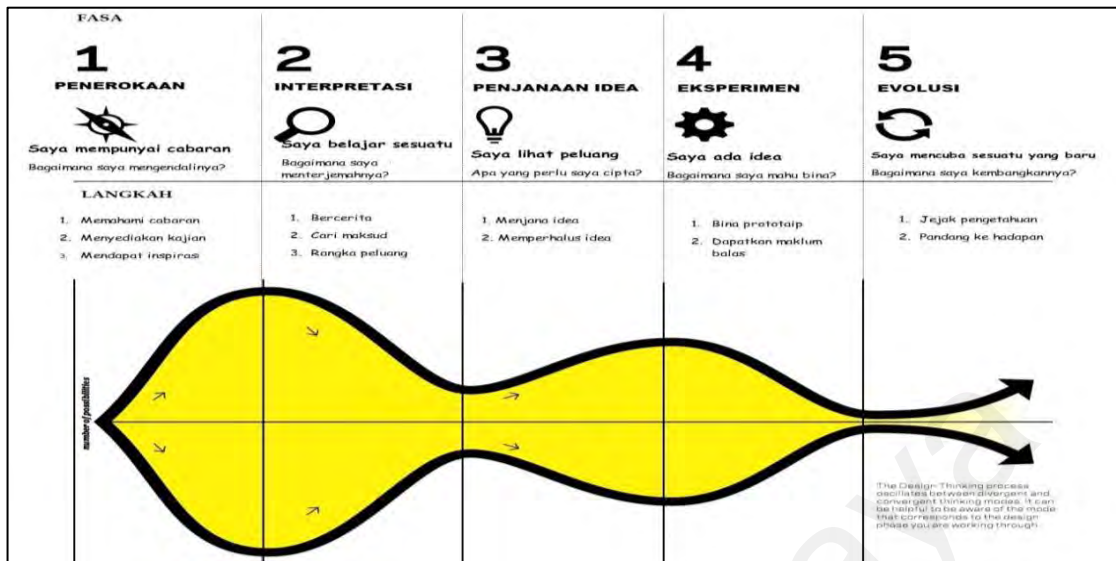 FASA
1
PENEROKAAN
Saya mempunyai cabaran
Bagaimana saya mengendalinya?
2
INTERPRETASI
Saya belajar sesuatu
Bagaimana saya
menterjemahnya?
3
PENJANAAN IDEA
Saya lihat peluang
Apa yang perlu saya cipta?
4
EKSPERIMEN
Saya ada idea
Bagaimana saya mahu bina?
5
EVOLUSI
Saya mencuba sesuatu yang baru
Bagaimana saya kembangkannya?
LANGKAH
1. Memahami cabaran
2. Menyediakan kajian
3. Mendapat inspirasi
1. Bercerita
2. Cari maksud
3. Rangka peluang
1. Menjana idea
2. Memperhalus idea
1. Bina prototaip
2. Dapatkan maklum
balas
1. Jejak pengetahuan
2. Pandang ke hadapan
number of possibilities
The Design Thinking process
oscillates between divergent and
convergent thinking modes. It can
be helpful to be aware of the mode
that corresponds to the design
phase you are working through
aya